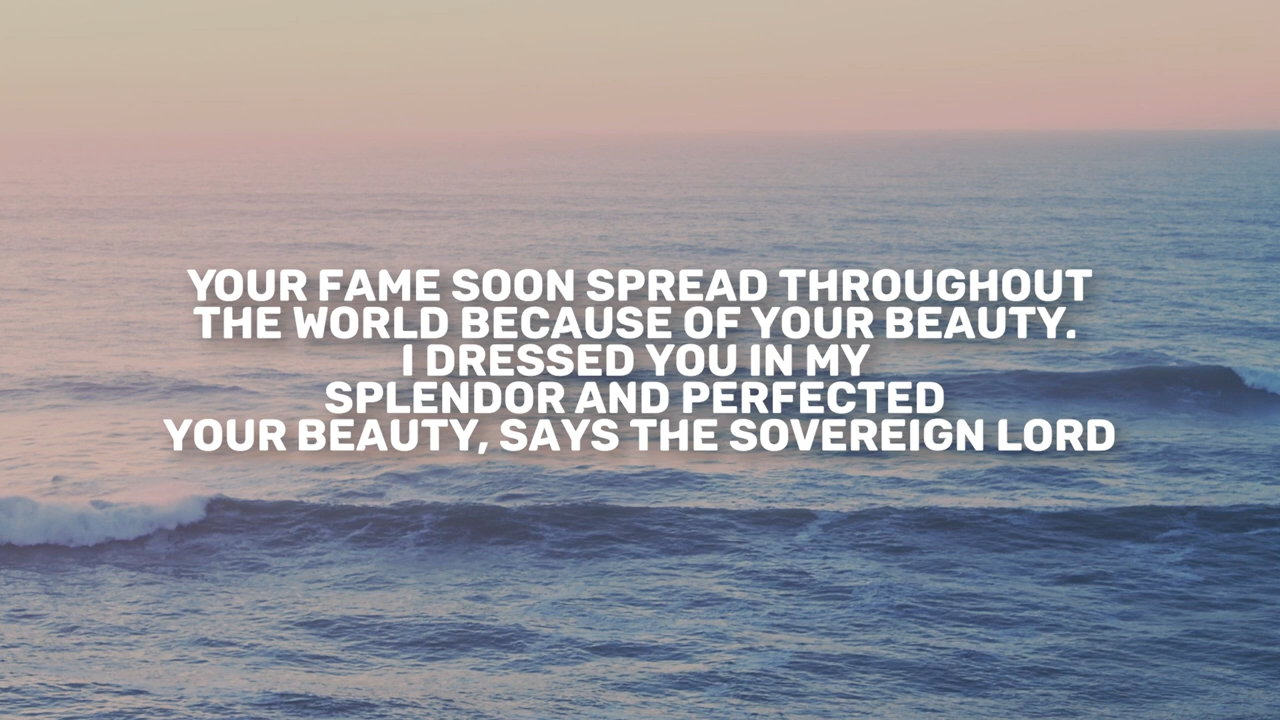 YOUR FAME SOON SPREAD THROUGHOUT
THE WORLD BECAUSE OF YOUR BEAUTY.
I DRESSED YOU IN MY
SPLENDOR AND PERFECTED
YOUR BEAUTY, SAYS THE SOVEREIGN LORD